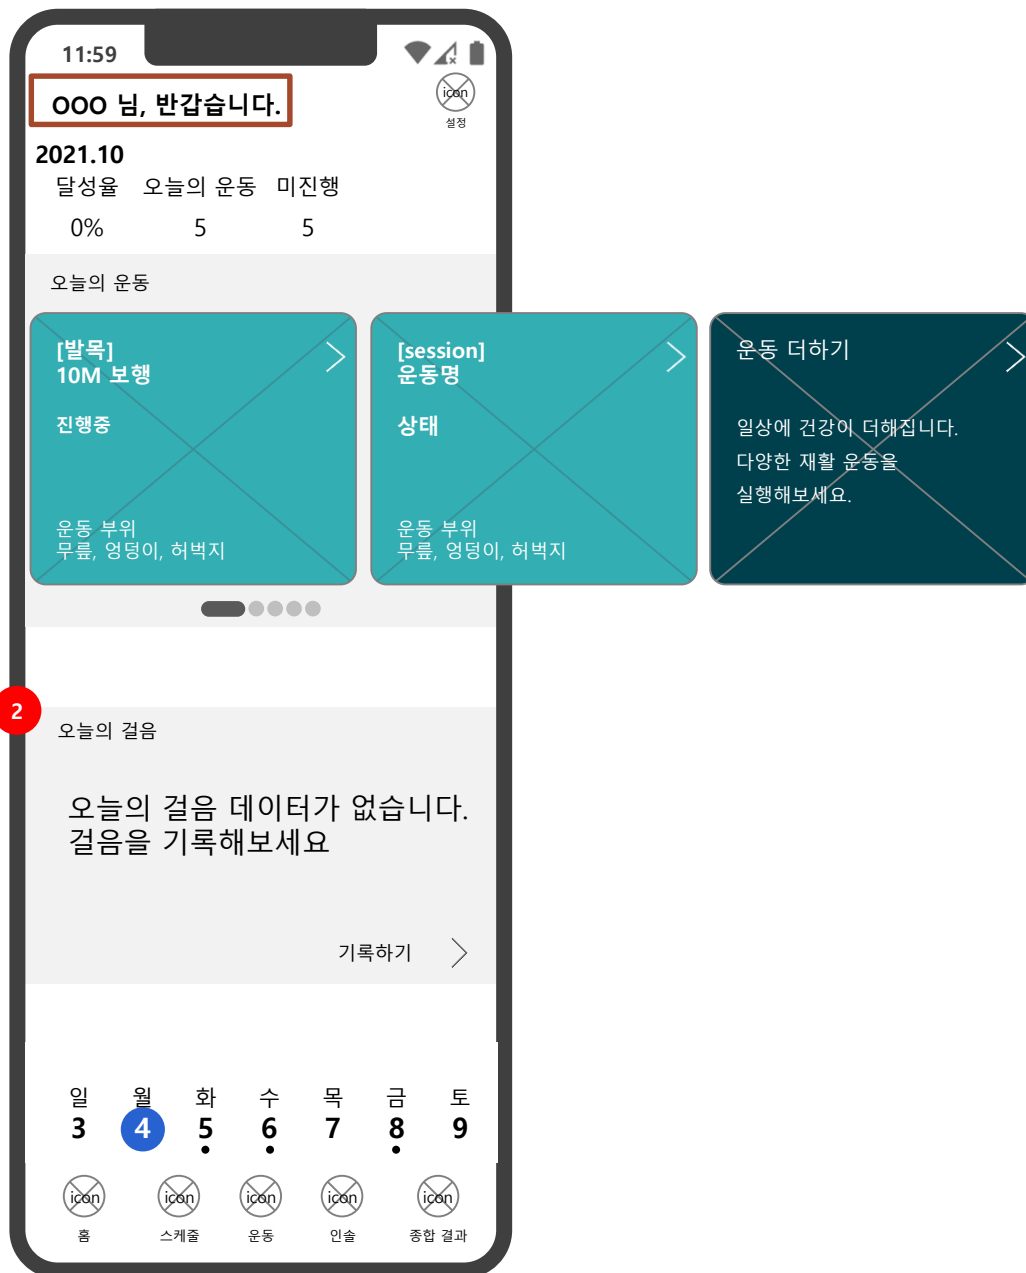 11:59
OOO 님, 반갑습니다.
icon
설정
2021.10
달성율 오늘의 운동 미진행
0% 5 5
오늘의 운동
[발목]
10M 보행
진행중
운동 부위
무릎, 엉덩이, 허벅지
[session]
운동명
상태
운동 부위
무릎, 엉덩이, 허벅지
운동 더하기
일상에 건강이 더해집니다.
다양한 재활 운동을
실행해보세요.
2
오늘의 걸음
오늘의 걸음 데이터가 없습니다.
걸음을 기록해보세요
기록하기
일 월 화 수 목 금 토
3 4 5 6 7 8 9
icon icon icon icon icon
홈 스케줄 운동 인솔 종합 결과